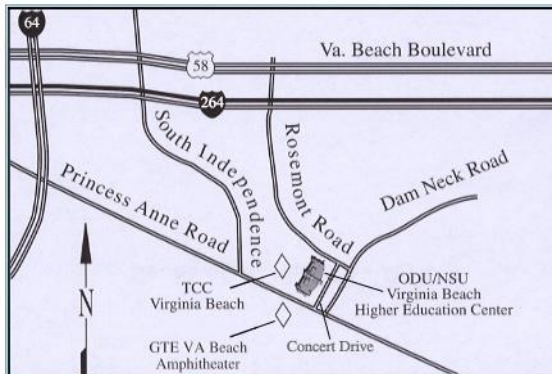 64
Va. Beach Boulevard
58
264
South Independence
Rosemont Road
Princess Anne Road
Dam Neck Road
TCC
Virginia Beach
ODU/NSU
Virginia Beach
Higher Education Center
N
GTE VA Beach
Amphitheater
Concert Drive